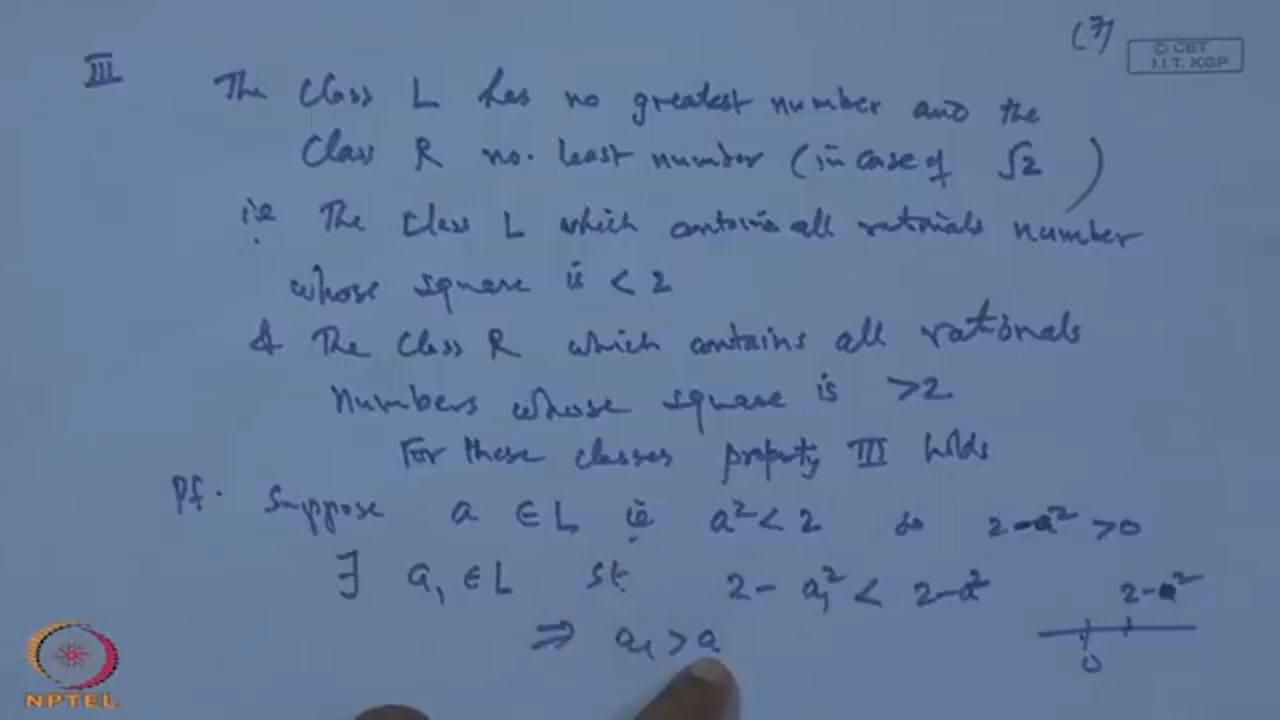 (7)
© CET
I.I.T. KGP
III The Class L has no greatest number and the
Class R no. least number (in case of √2)
i.e The Class L which contains all rationals number
whose square is < 2
& The Class R which contains all rationals
numbers whose square is >2
For these classes property III holds
Pf. Suppose a ∈ L ie a² < 2 so 2-a² >0
∃ a₁ ∈ L st 2 - a₁² < 2-a²
⇒ a₁ > a
2-a²
0
NPTEL